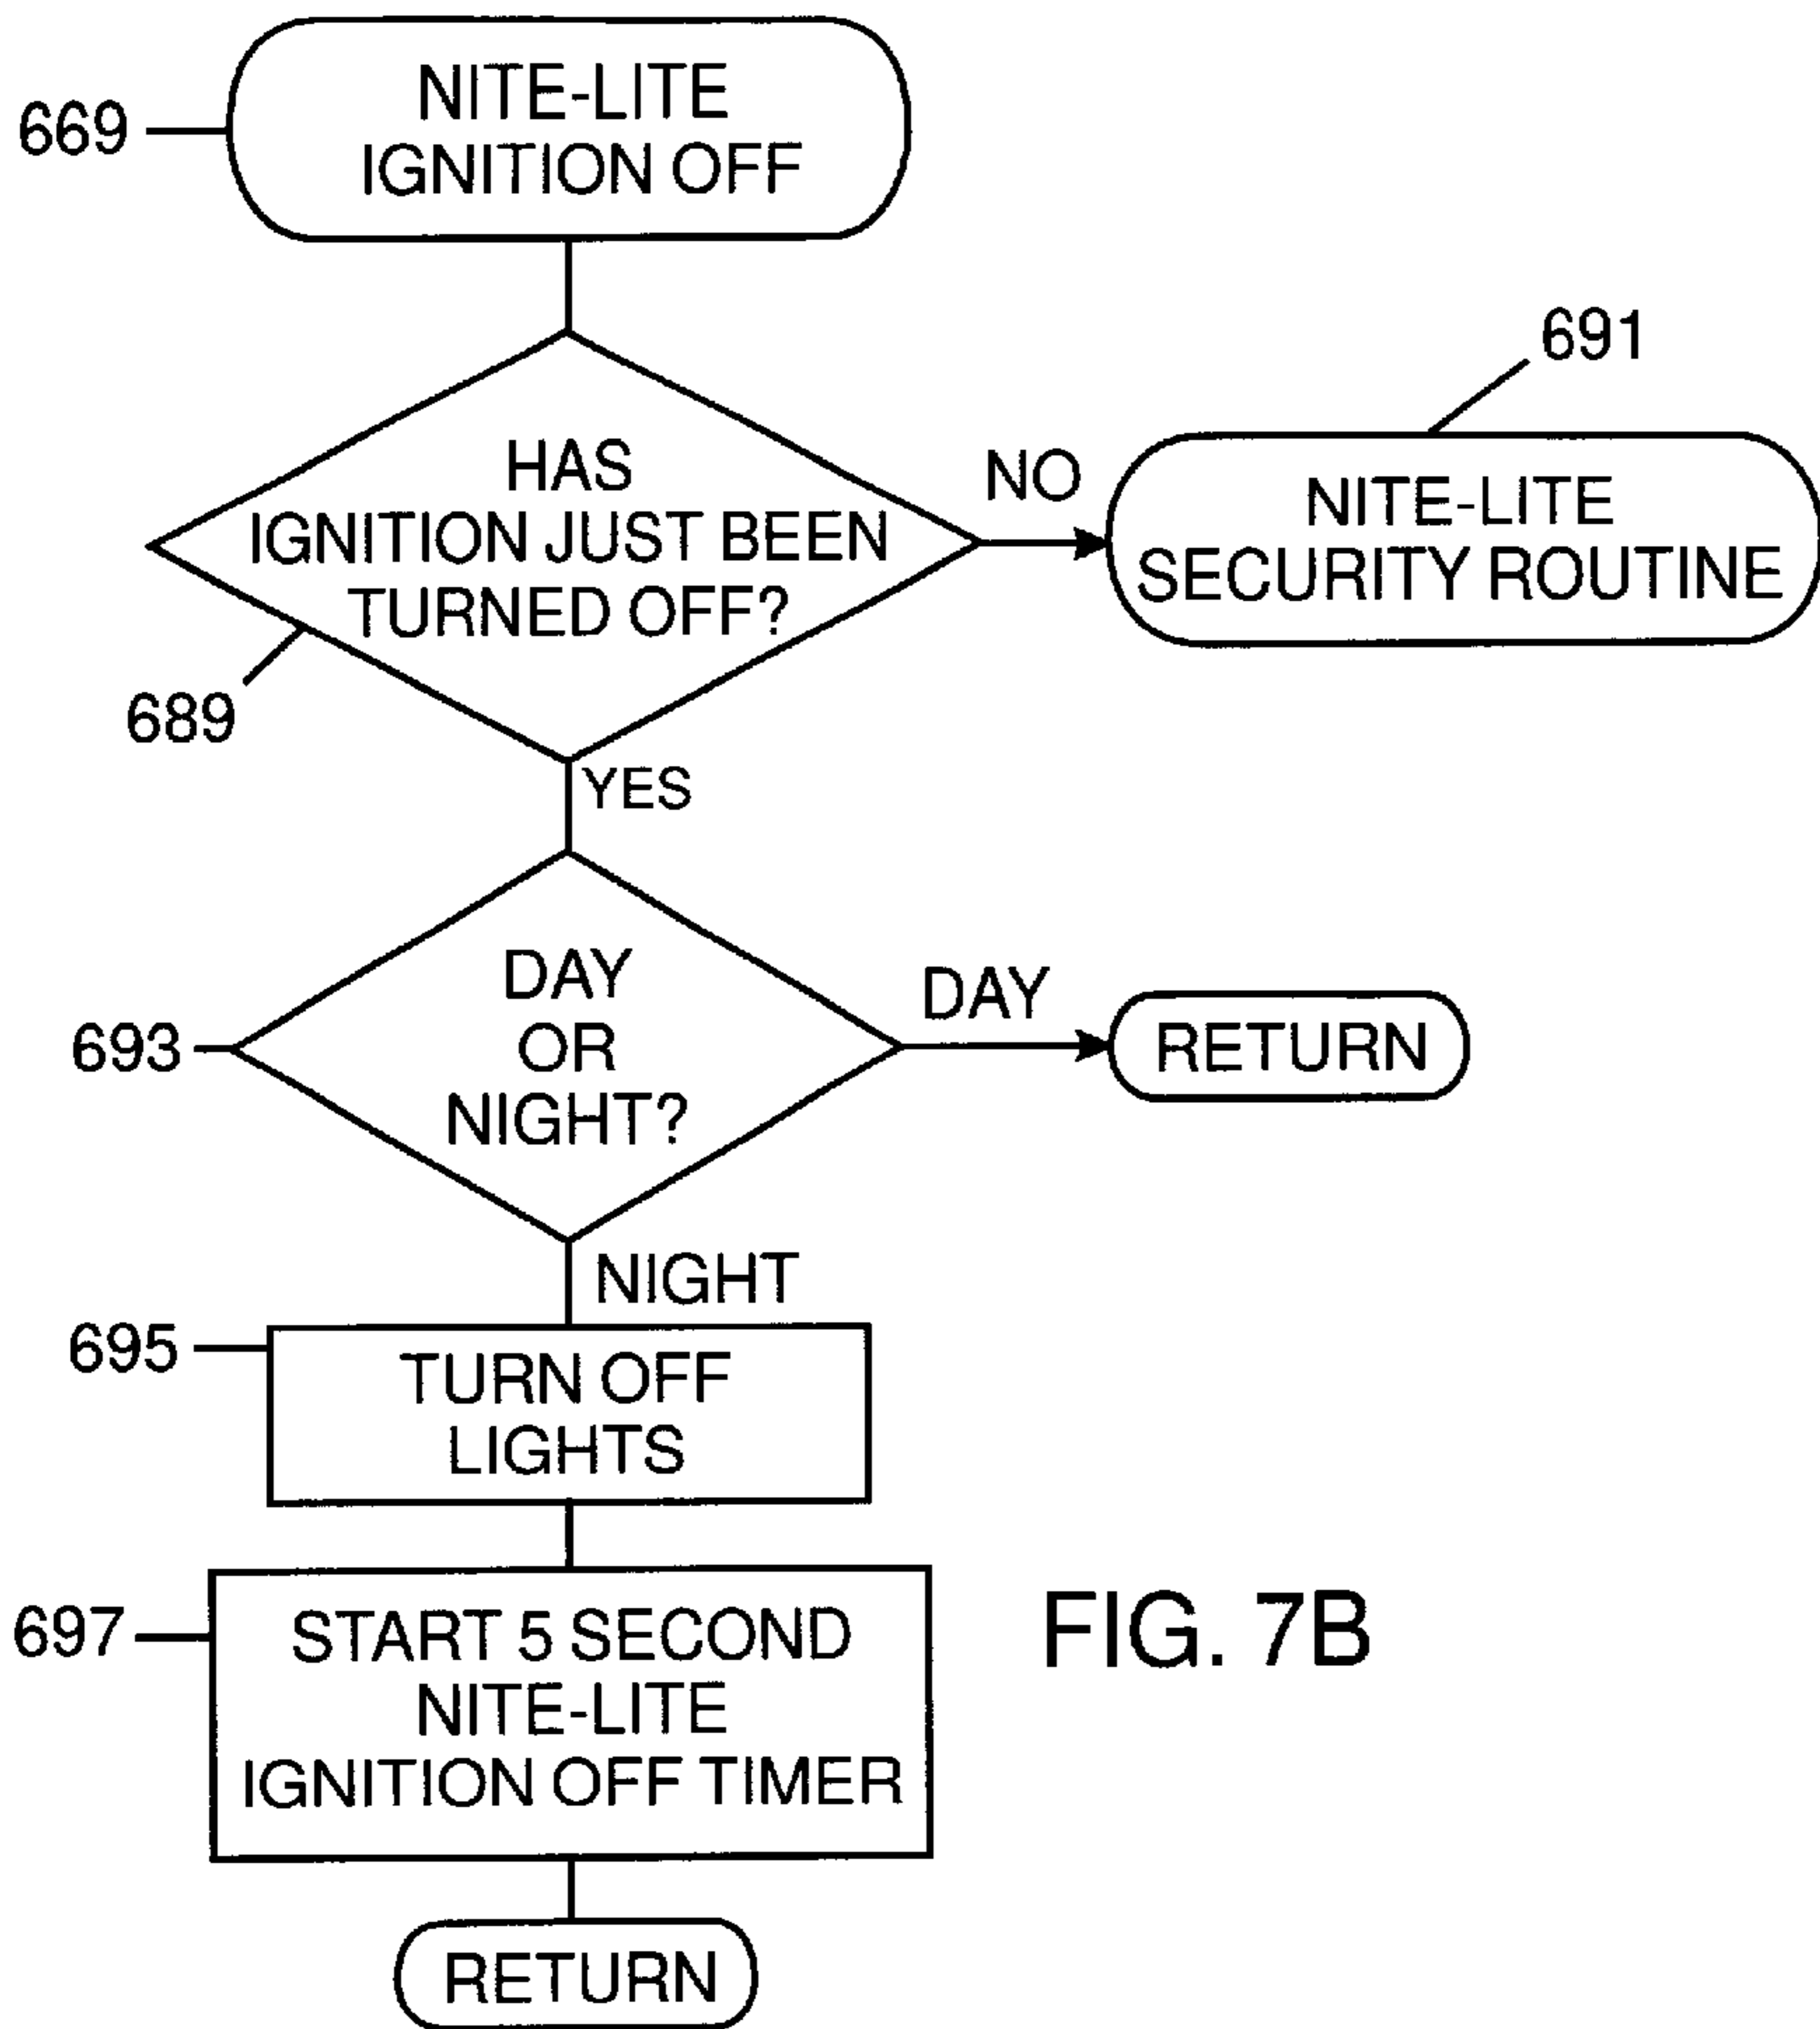 NITE-LITE
IGNITION OFF
669
691
HAS
IGNITION JUST BEEN
TURNED OFF?
NO
NITE-LITE
SECURITY ROUTINE
689
YES
DAY
OR
NIGHT?
693
DAY
RETURN
NIGHT
695
TURN OFF
LIGHTS
697
START 5 SECOND
NITE-LITE
IGNITION OFF TIMER
FIG. 7B
RETURN